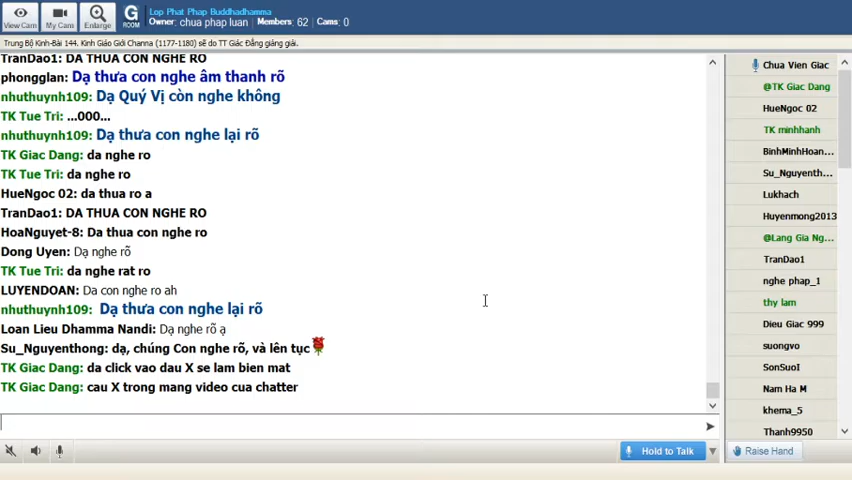 Lop Phat Phap Buddhadhamma
Owner: chua phap luan Members: 62 Cams: 0
View Cam My Cam Enlarge G ROOM
Trung Bộ Kinh-Bài 144. Kinh Giáo Giới Channa (1177-1180) sẽ do TT Giác Đẳng giảng giải.
TranDao1: DA THUA CON NGHE RO
phongglan: Dạ thưa con nghe âm thanh rõ
nhuthuynh109: Dạ Quý Vị còn nghe không
TK Tue Tri: ...000...
nhuthuynh109: Dạ thưa con nghe lại rõ
TK Giac Dang: da nghe ro
TK Tue Tri: da nghe ro
HueNgoc 02: da thua ro a
TranDao1: DA THUA CON NGHE RO
HoaNguyet-8: Da thua con nghe ro
Dong Uyen: Dạ nghe rõ
TK Tue Tri: da nghe rat ro
LUYENDOAN: Da con nghe ro ah
nhuthuynh109: Dạ thưa con nghe lại rõ
Loan Lieu Dhamma Nandi: Dạ nghe rõ ạ
Su_Nguyenthong: dạ, chúng Con nghe rõ, và lên tục
TK Giac Dang: da click vao dau X se lam bien mat
TK Giac Dang: cau X trong mang video cua chatter
Hold to Talk
Chua Vien Giac
@TK Giac Dang
HueNgoc 02
TK minhhanh
BinhMinhHoan...
Su_Nguyenth...
Lukhach
Huyenmong2013
@Lang Gia Ng...
TranDao1
nghe phap_1
thy lam
Dieu Giac 999
suongvo
SonSuoI
Nam Ha M
khema_5
Thanh9950
Raise Hand